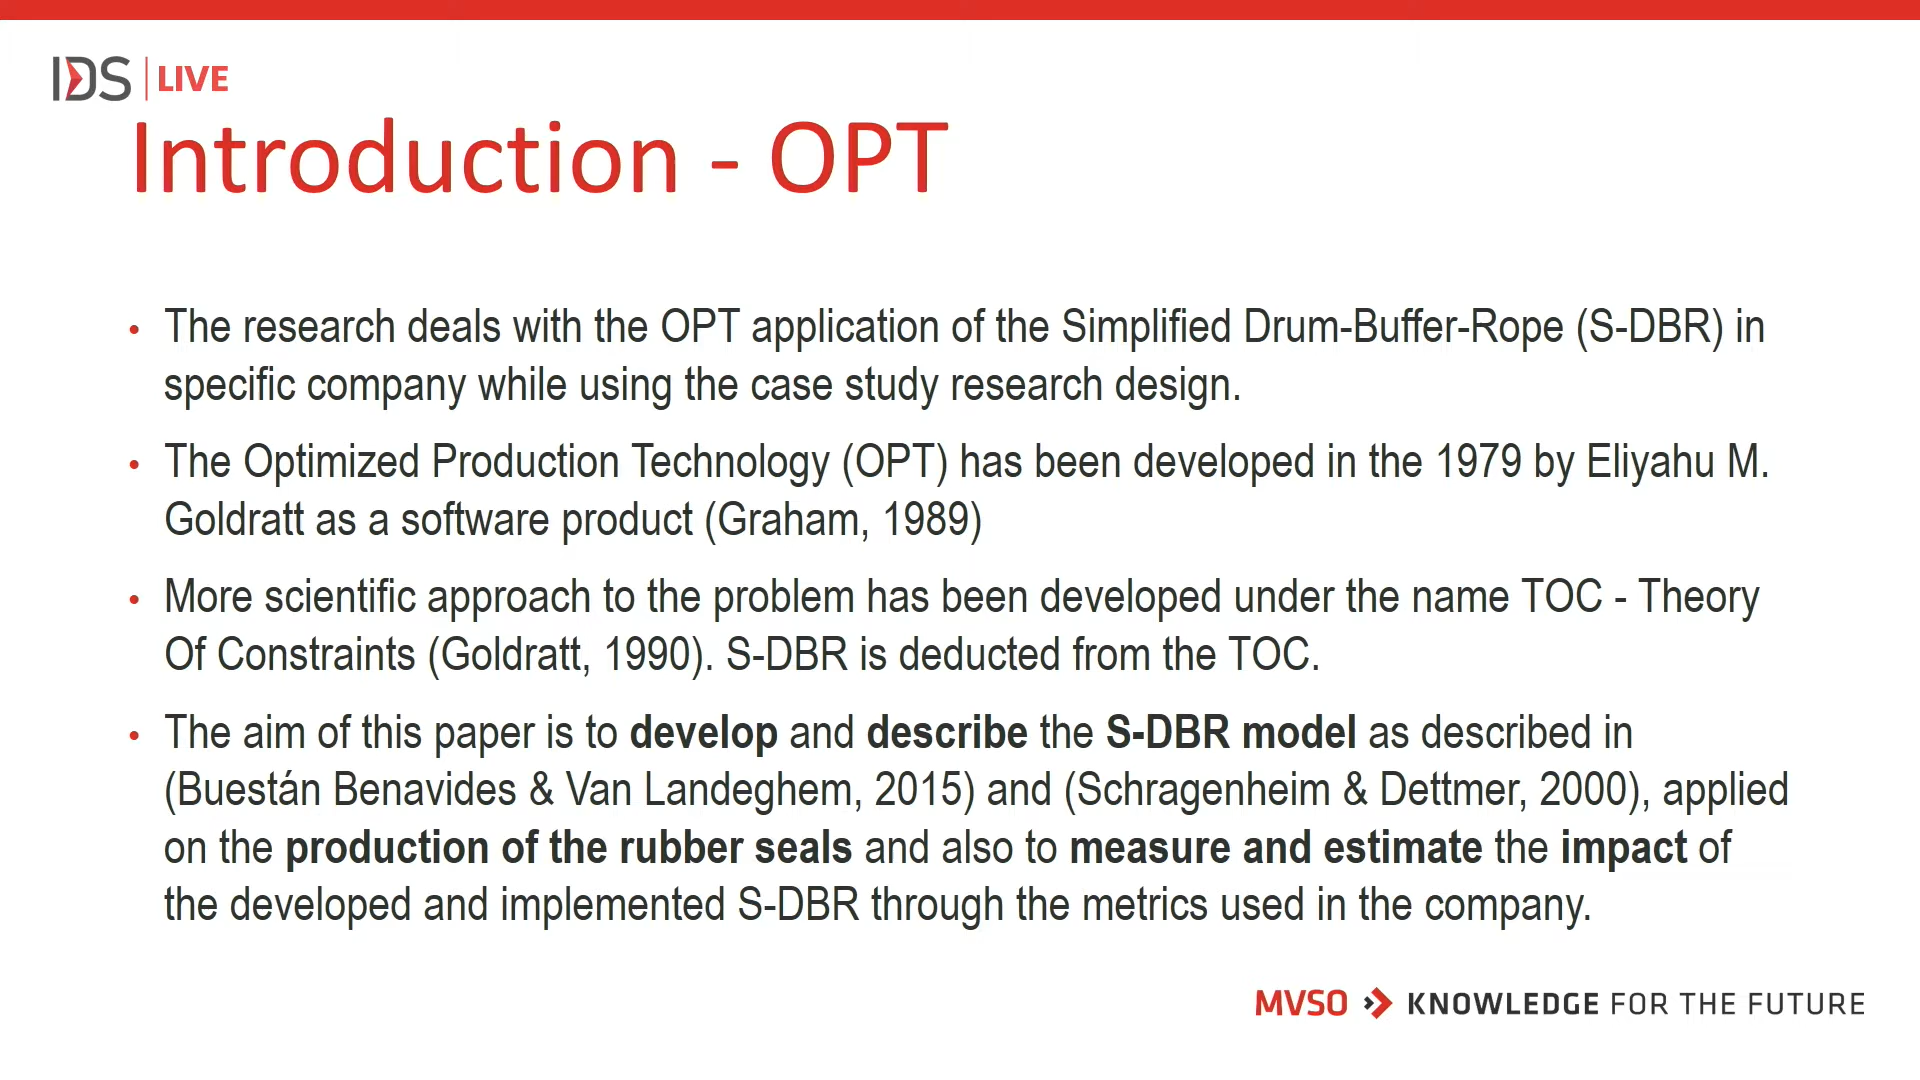 IDS | LIVE
Introduction - OPT
• The research deals with the OPT application of the Simplified Drum-Buffer-Rope (S-DBR) in
specific company while using the case study research design.
• The Optimized Production Technology (OPT) has been developed in the 1979 by Eliyahu M.
Goldratt as a software product (Graham, 1989)
• More scientific approach to the problem has been developed under the name TOC - Theory
Of Constraints (Goldratt, 1990). S-DBR is deducted from the TOC.
• The aim of this paper is to develop and describe the S-DBR model as described in
(Buestán Benavides & Van Landeghem, 2015) and (Schragenheim & Dettmer, 2000), applied
on the production of the rubber seals and also to measure and estimate the impact of
the developed and implemented S-DBR through the metrics used in the company.
MVSO KNOWLEDGE FOR THE FUTURE